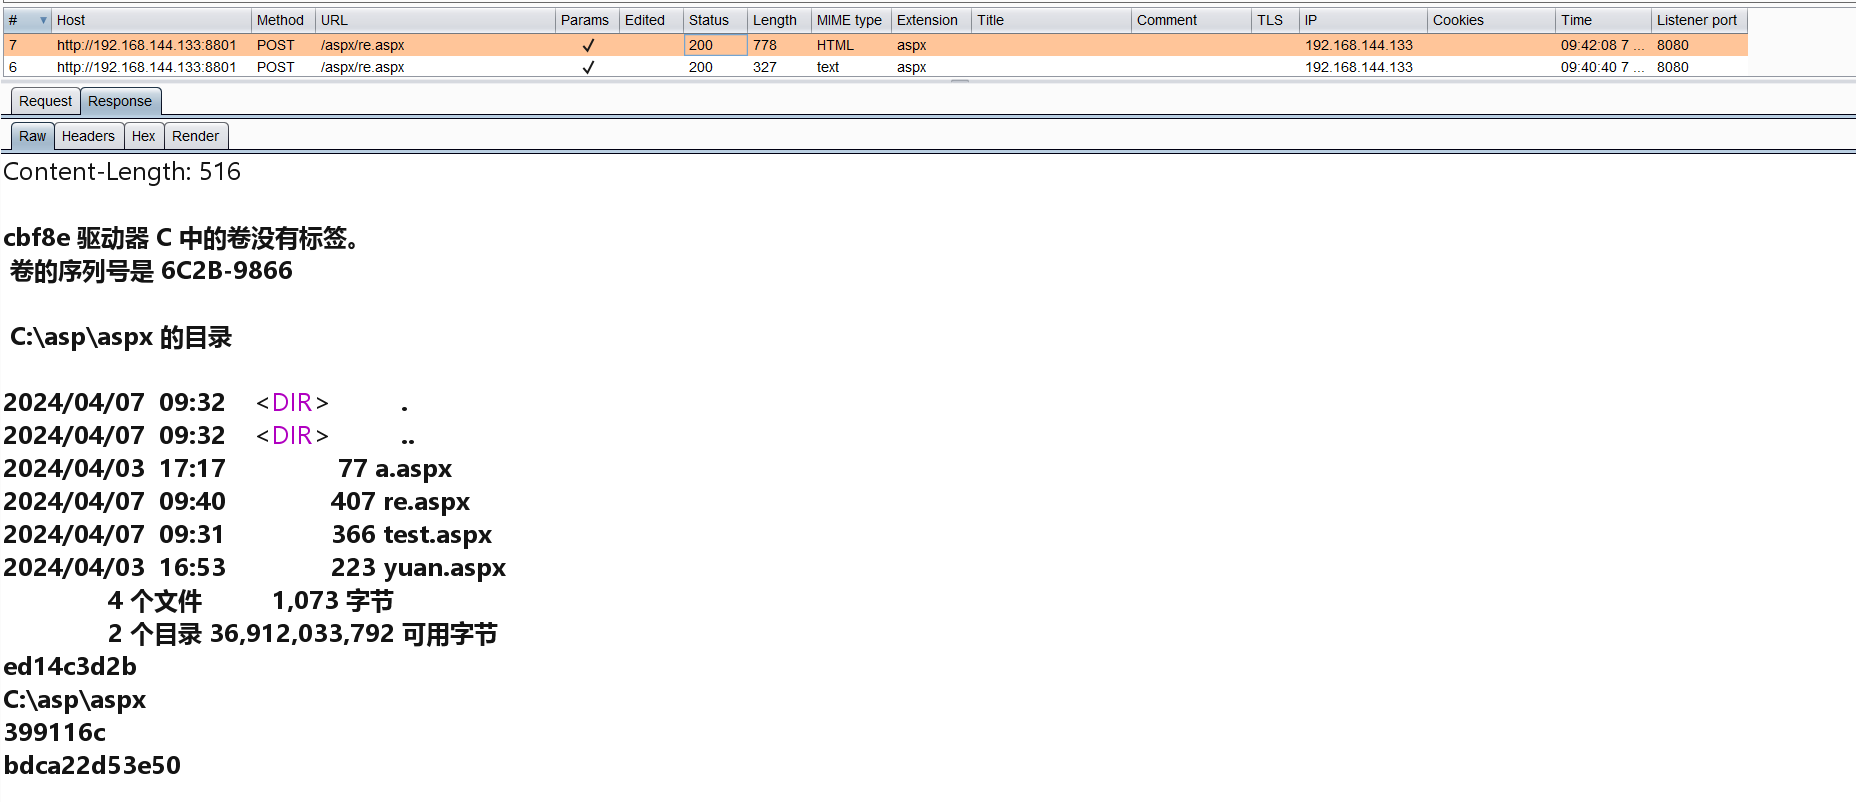 # Host Method URL Params Edited Status Length MIME type Extension Title Comment TLS IP Cookies Time Listener port
7 http://192.168.144.133:8801 POST /aspx/re.aspx ✓ 200 778 HTML aspx 192.168.144.133 09:42:08 7 ... 8080
6 http://192.168.144.133:8801 POST /aspx/re.aspx ✓ 200 327 text aspx 192.168.144.133 09:40:40 7 ... 8080
Request Response
Raw Headers Hex Render
Content-Length: 516
cbf8e 驱动器 C 中的卷没有标签。
卷的序列号是 6C2B-9866
C:\asp\aspx 的目录
2024/04/07 09:32 <DIR> .
2024/04/07 09:32 <DIR> ..
2024/04/03 17:17 77 a.aspx
2024/04/07 09:40 407 re.aspx
2024/04/07 09:31 366 test.aspx
2024/04/03 16:53 223 yuan.aspx
4 个文件 1,073 字节
2 个目录 36,912,033,792 可用字节
ed14c3d2b
C:\asp\aspx
399116c
bdca22d53e50